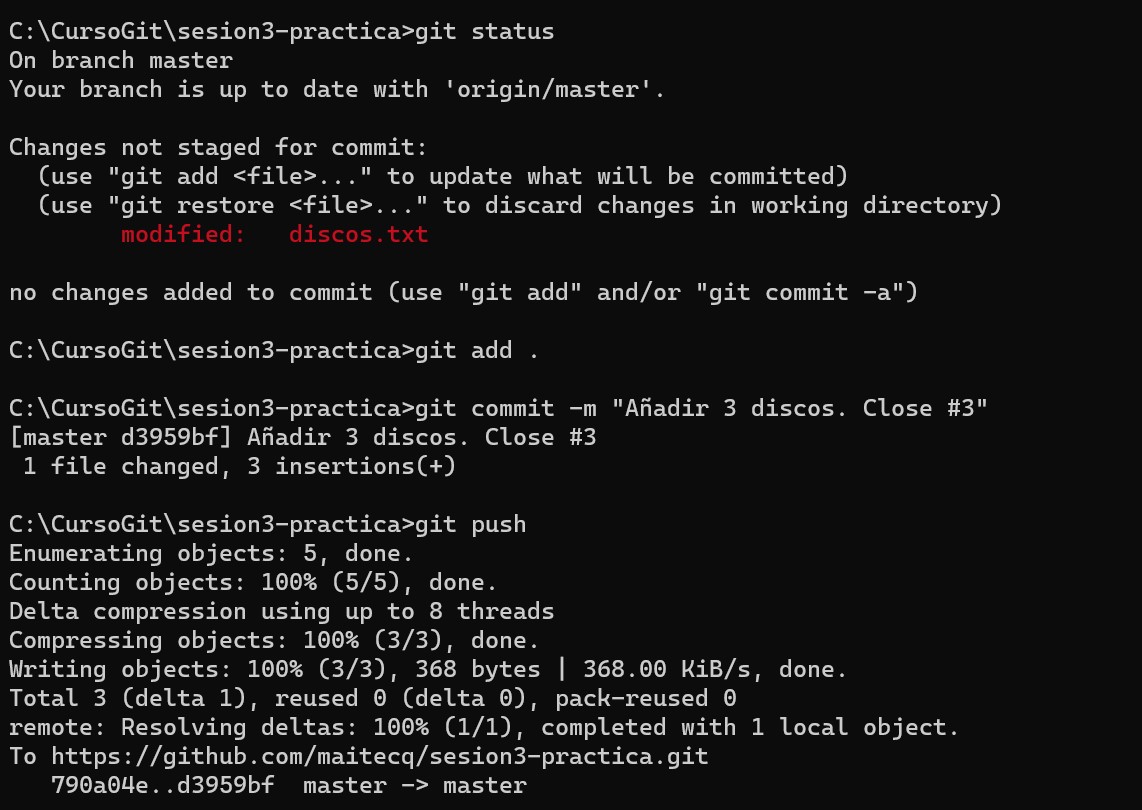 C:\CursoGit\sesion3-practica>git status
On branch master
Your branch is up to date with 'origin/master'.
Changes not staged for commit:
  (use "git add <file>..." to update what will be committed)
  (use "git restore <file>..." to discard changes in working directory)
        modified:   discos.txt
no changes added to commit (use "git add" and/or "git commit -a")
C:\CursoGit\sesion3-practica>git add .
C:\CursoGit\sesion3-practica>git commit -m "Añadir 3 discos. Close #3"
[master d3959bf] Añadir 3 discos. Close #3
 1 file changed, 3 insertions(+)
C:\CursoGit\sesion3-practica>git push
Enumerating objects: 5, done.
Counting objects: 100% (5/5), done.
Delta compression using up to 8 threads
Compressing objects: 100% (3/3), done.
Writing objects: 100% (3/3), 368 bytes | 368.00 KiB/s, done.
Total 3 (delta 1), reused 0 (delta 0), pack-reused 0
remote: Resolving deltas: 100% (1/1), completed with 1 local object.
To https://github.com/maitecq/sesion3-practica.git
   790a04e..d3959bf  master -> master